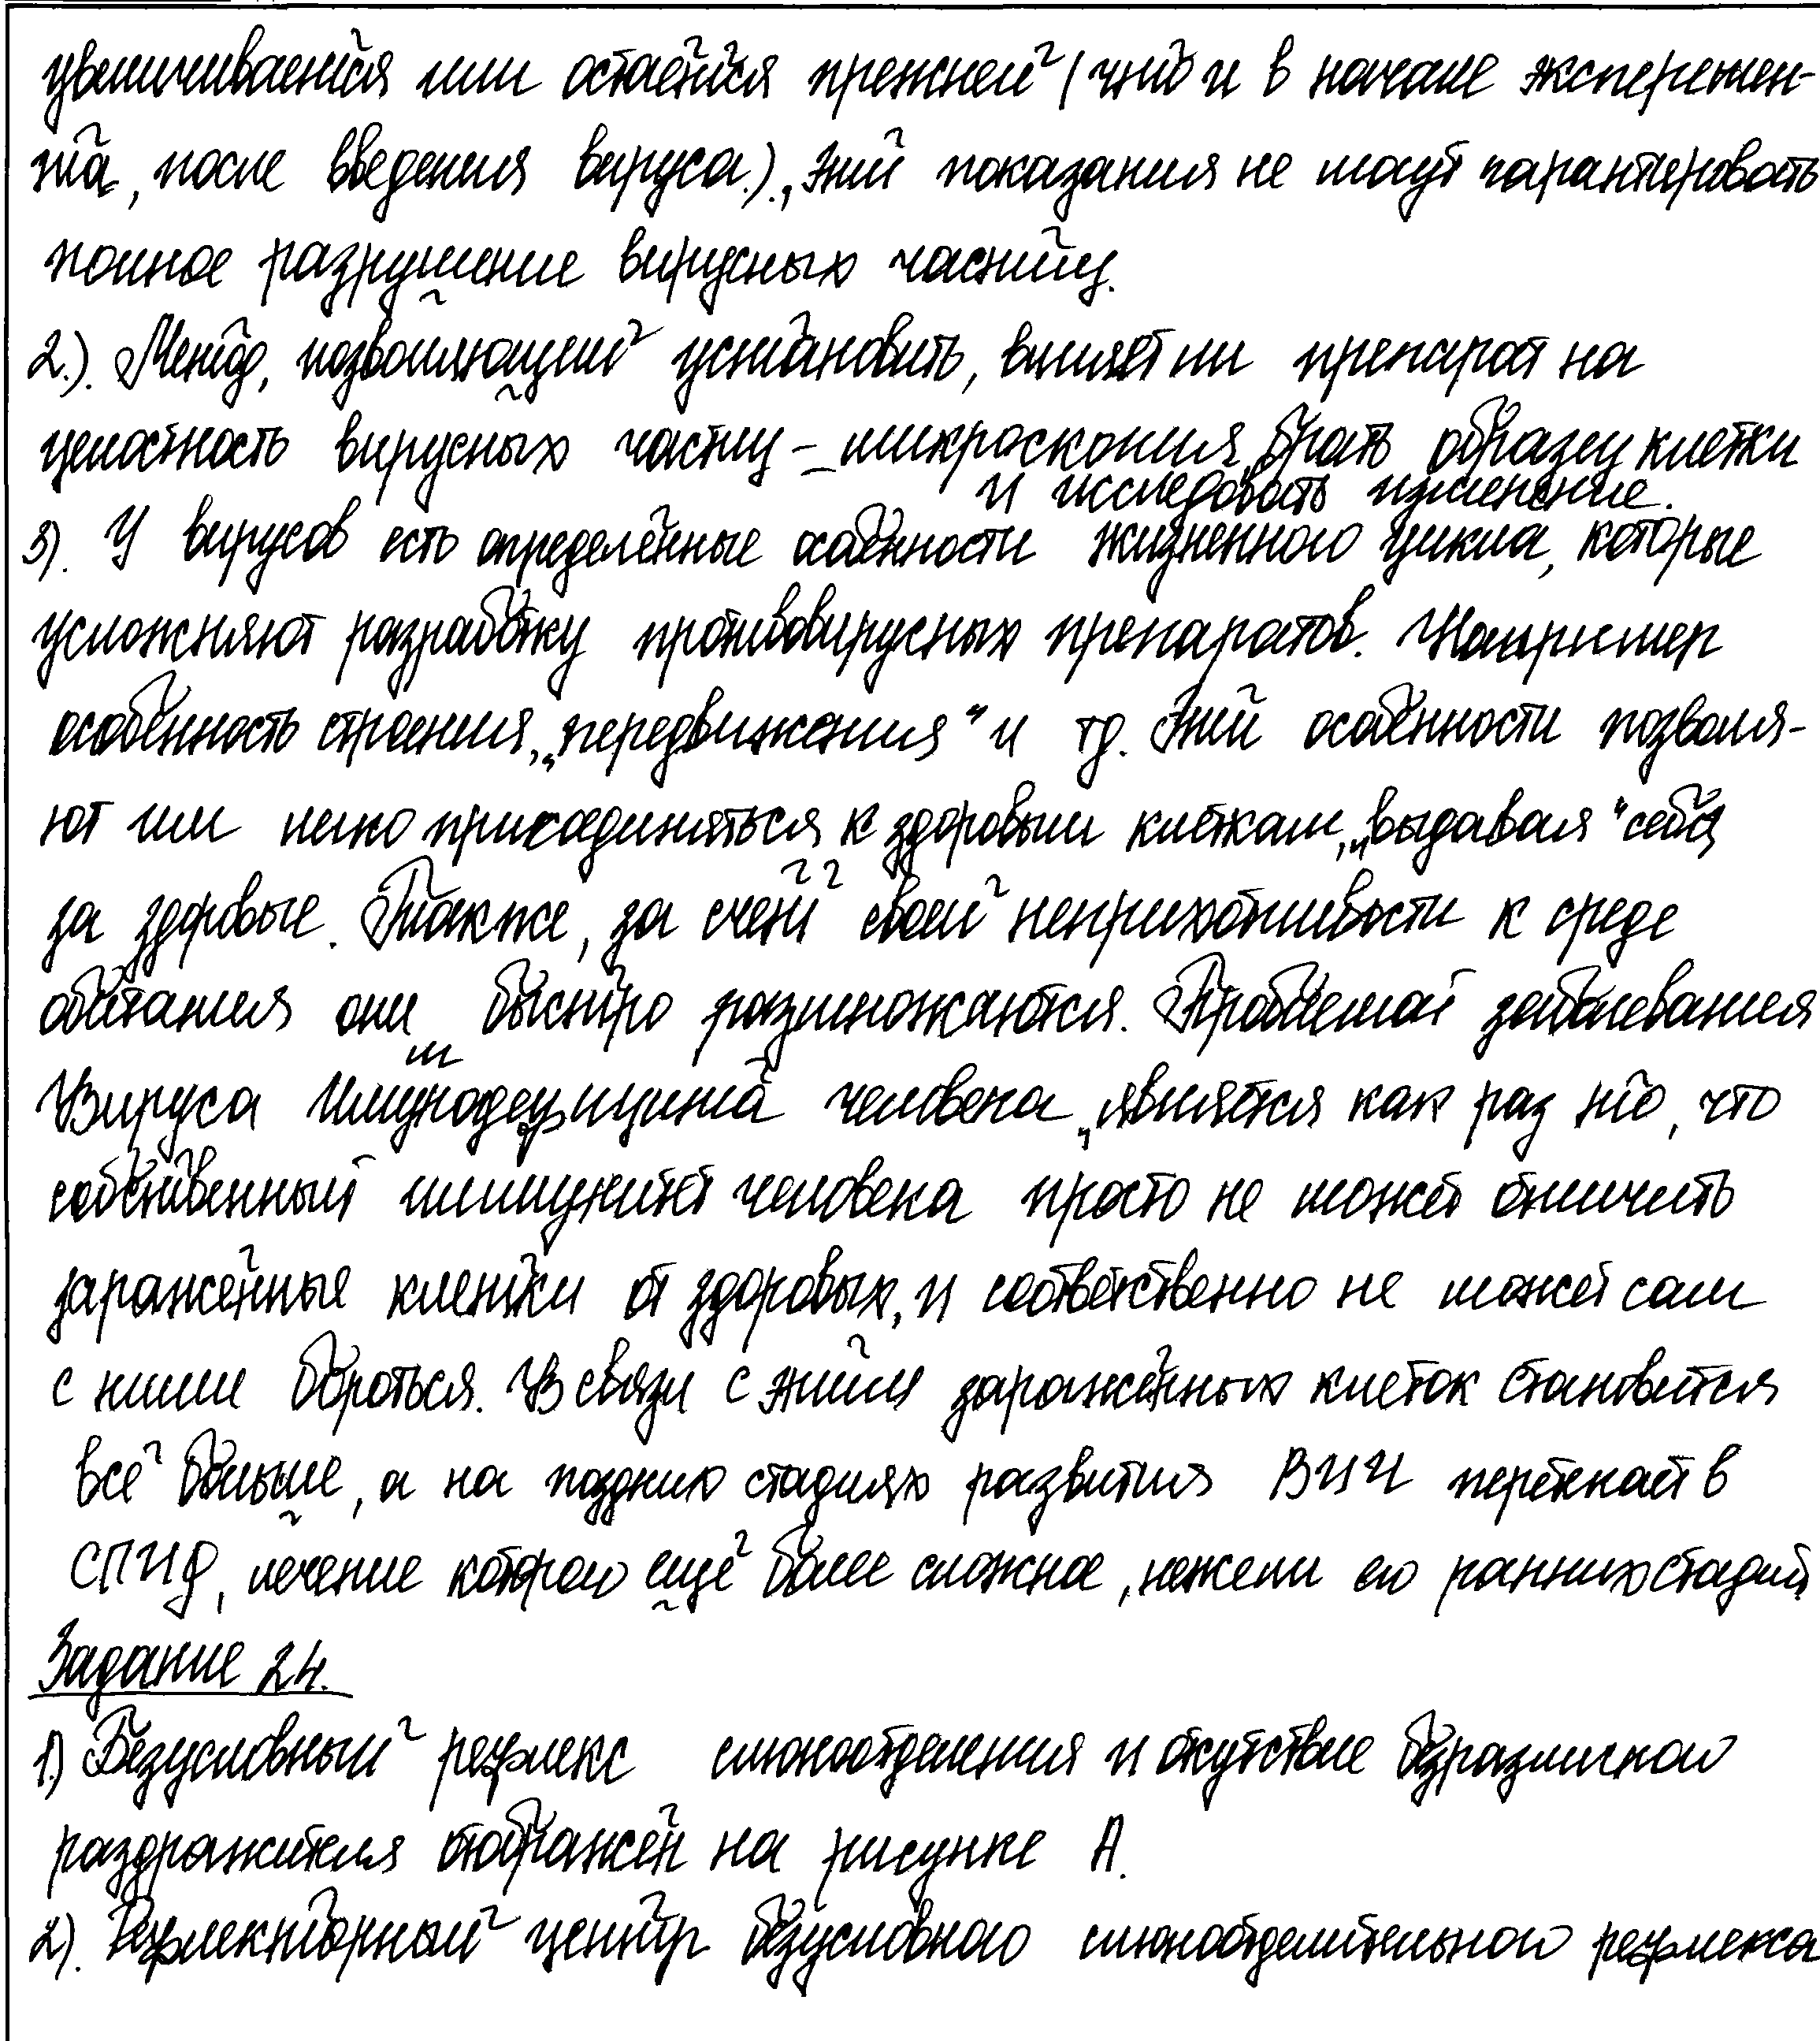 увеличивается или остаётся прежней (что и в начале эксперемен-
та, после введения вируса.)., эти показания не могут гарантировать
полное разрушение вирусных частиц.
2.). Метод, позволяющий установить, влияет ли препарат на
целостность вирусных частиц – микроскопия, брать образец клетки
и исследовать изменение.
3). У вирусов есть определённые особенности жизненного цикла, которые
усложняют разработку противовирусных препаратов. Например
особенность строения, „передвижения" и тд. Эти особенности позволя-
ют им легко присоединяться к здоровым клеткам, „выдавая" себя
за здоровые. Также, за счёт своей неприхотливости к среде
обитания они быстро размножаются. Проблемой заболевания
м
Вируса Имунодефицита человека, является как раз то, что
собственный иммунитет человека просто не может отличить
заражённые клетки от здоровых, и соответственно не может сам
с ними бороться. В связи с этим заражённых клеток становится
всё больше, а на поздних стадиях развития ВИЧ перетекает в
СПИД, лечение которого ещё более сложное, нежели его ранних стадий,
Задание 24.
1.) Безусловный рефлекс слюноотделения и отсутствие безразличного
раздражителя отображён на рисунке А.
2). Рефлекторный центр безусловного слюноотделительного рефлекса